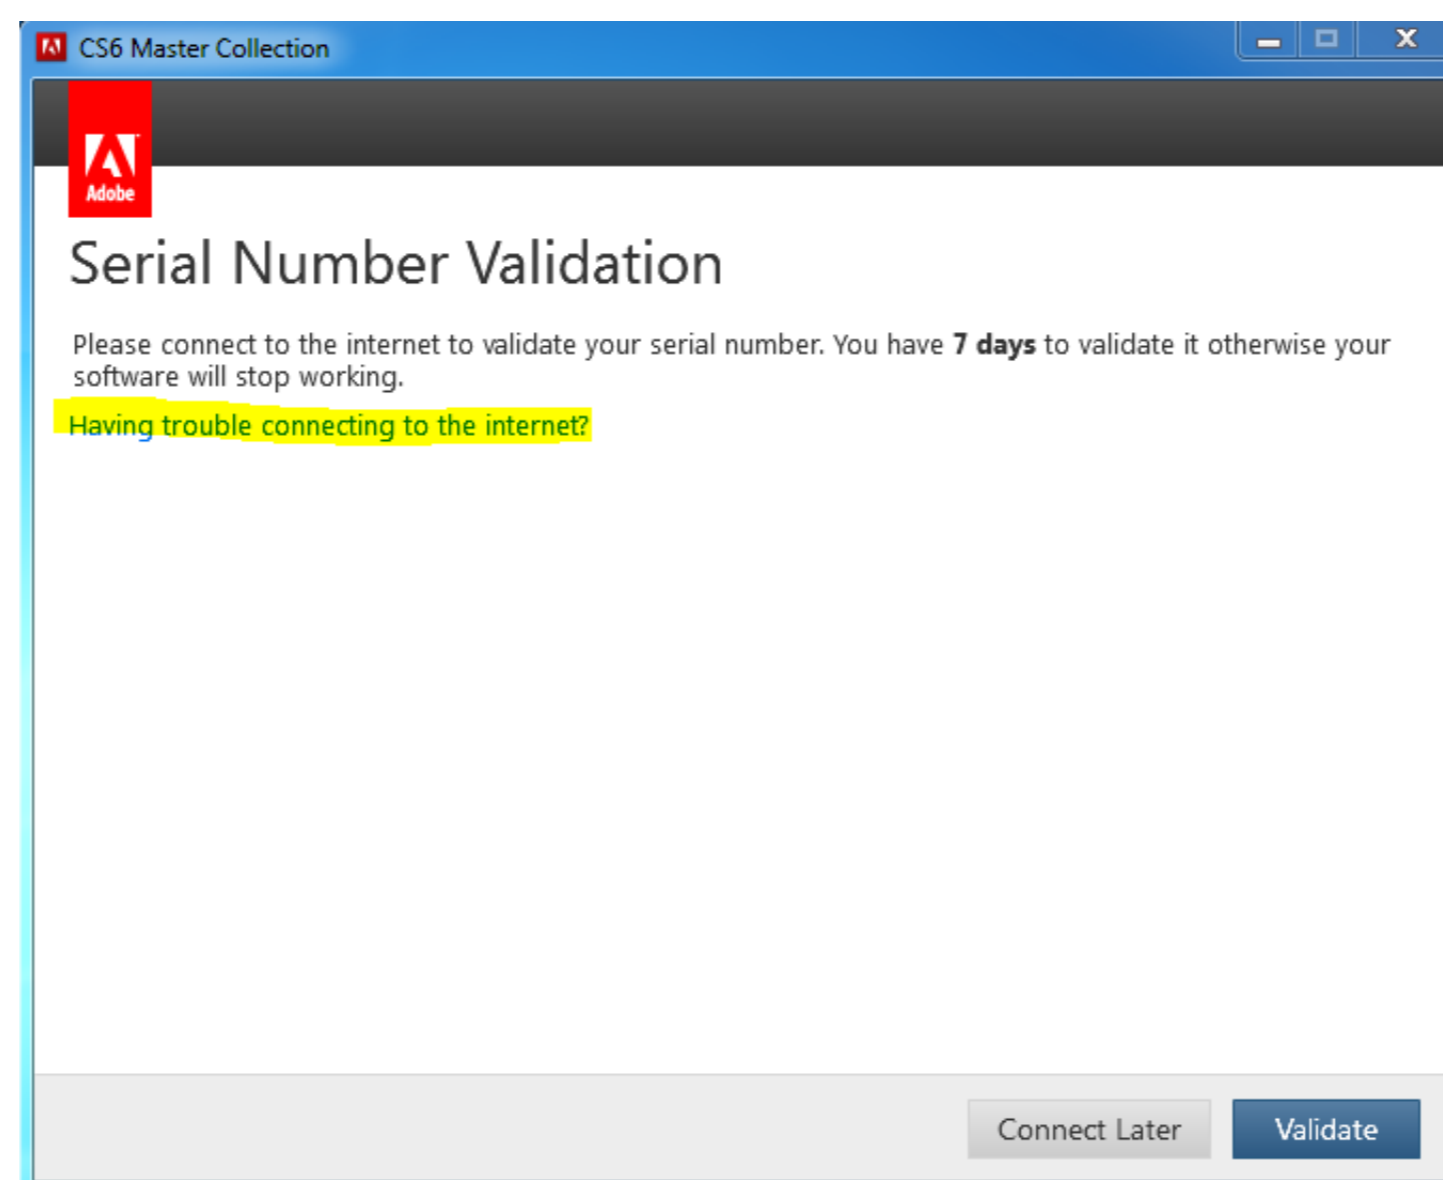 CS6 Master Collection
Adobe
Serial Number Validation
Please connect to the internet to validate your serial number. You have 7 days to validate it otherwise your
software will stop working.
Having trouble connecting to the internet?
Connect Later
Validate